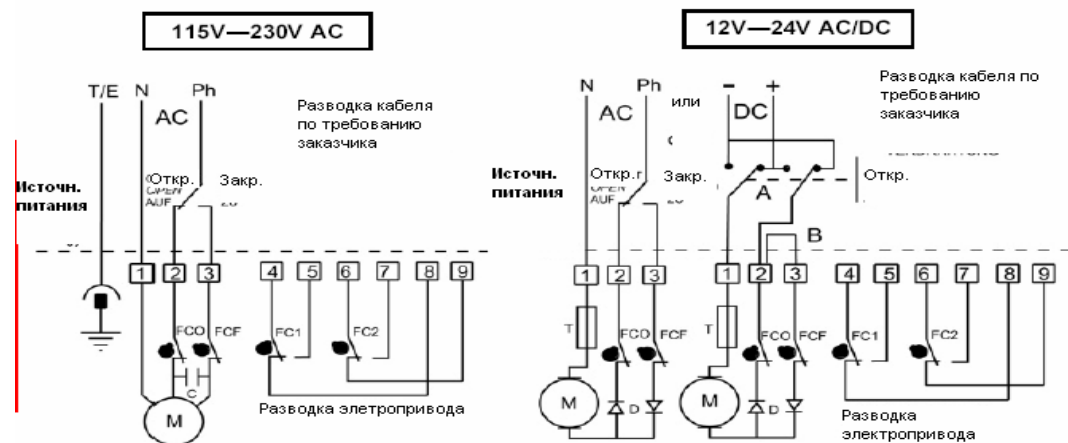 115V—230V AC
T/E N Ph
AC
Разводка кабеля
по требованию
заказчика
Источн.
питания
Откр. Закр.
OPEN
AUF
1 2 3 4 5 6 7 8 9
FCO FCF FC1 FC2
C
M
Разводка элетропривода
12V—24V AC/DC
N Ph или - +
AC DC
Разводка кабеля по
требованию
заказчика
Источн.
питания
Откр.г Закр. A Откр.
AUF
B
1 2 3 1 2 3 4 5 6 7 8 9
T FCO FCF T FCO FCF FC1 FC2
M D M D
Разводка
электропривода